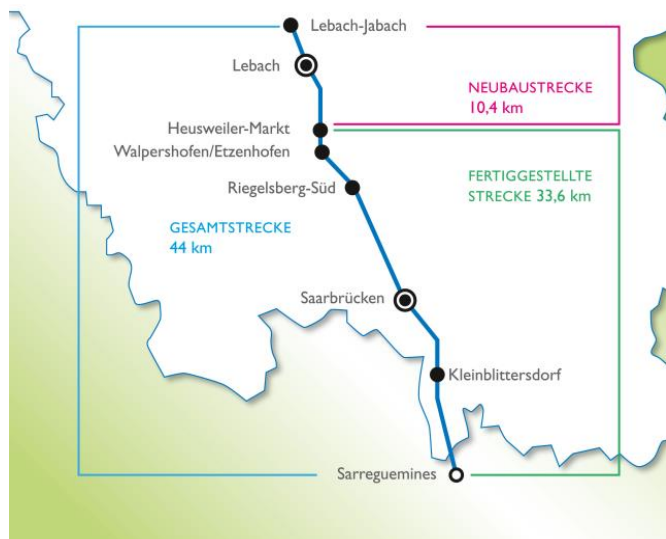 Lebach-Jabach
Lebach
NEUBAUSTRECKE
10,4 km
Heusweiler-Markt
Walpershofen/Etzenhofen
Riegelsberg-Süd
FERTIGGESTELLTE
STRECKE 33,6 km
GESAMTSTRECKE
44 km
Saarbrücken
Kleinblittersdorf
Sarreguemines